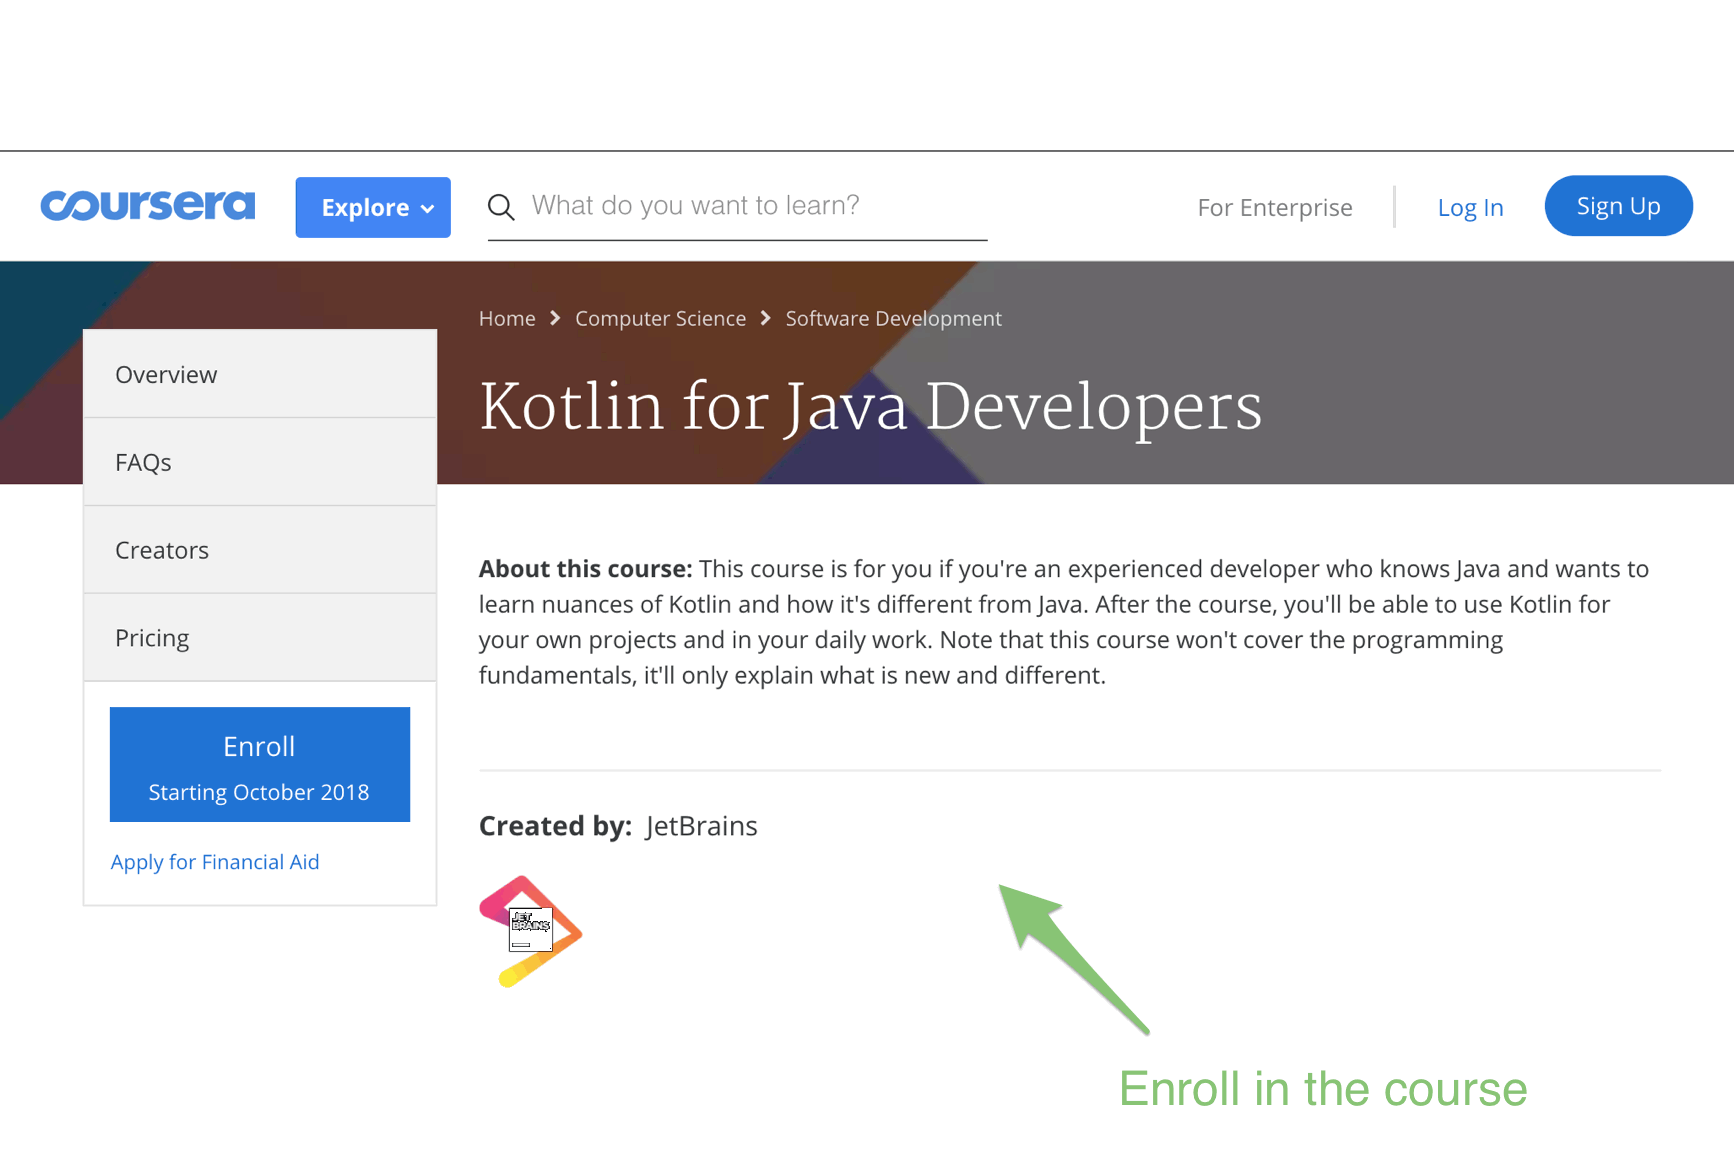 coursera
Explore
What do you want to learn?
For Enterprise
Log In
Sign Up
Home
Computer Science
Software Development
Kotlin for Java Developers
Overview
FAQs
Creators
Pricing
Enroll
Starting October 2018
Apply for Financial Aid
About this course: This course is for you if you're an experienced developer who knows Java and wants to
learn nuances of Kotlin and how it's different from Java. After the course, you'll be able to use Kotlin for
your own projects and in your daily work. Note that this course won't cover the programming
fundamentals, it'll only explain what is new and different.
Created by: JetBrains
JET
BRAINS
Enroll in the course